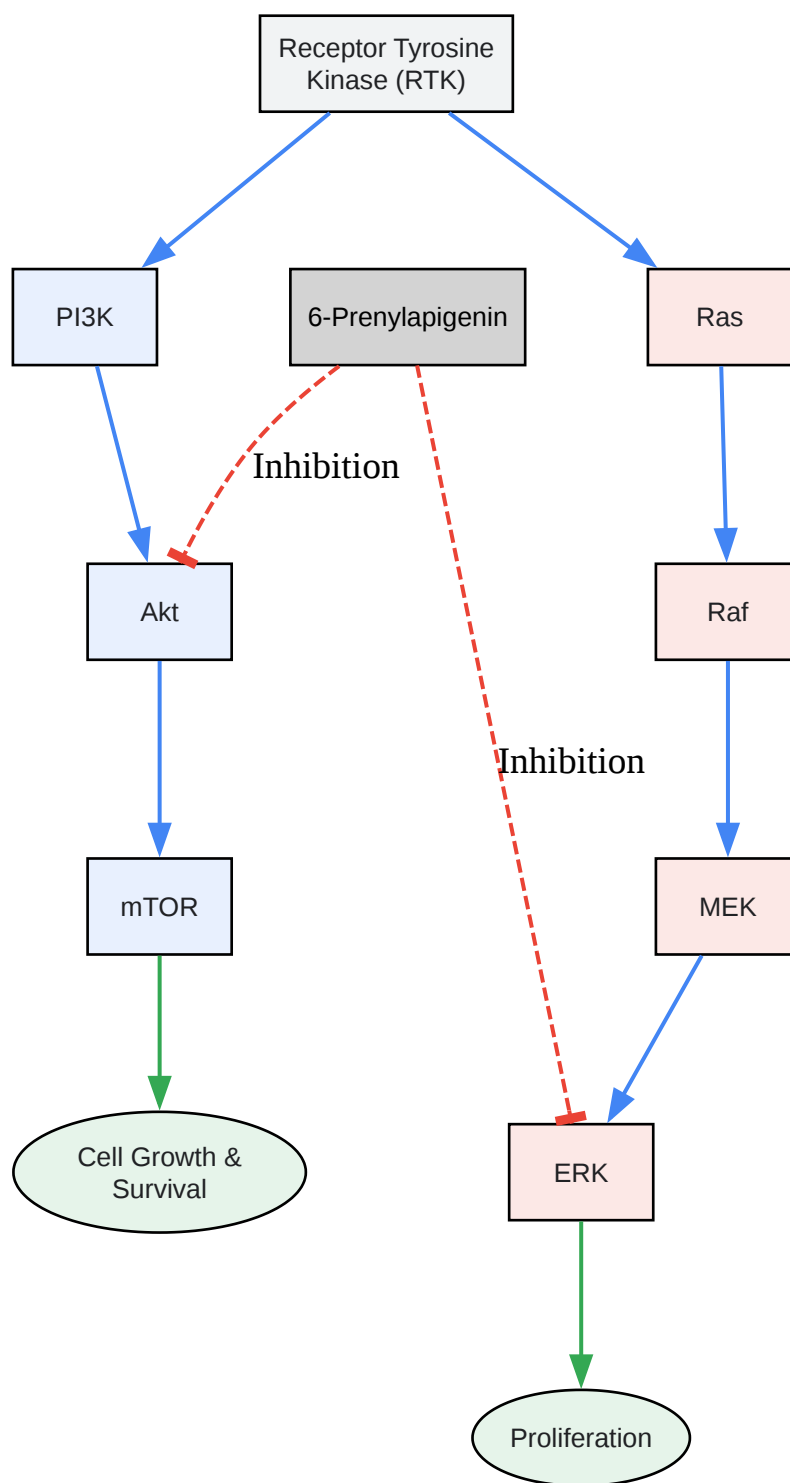 Receptor Tyrosine
Kinase (RTK)
PI3K
6-Prenylapigenin
Ras
Inhibition
Akt
Raf
Inhibition
mTOR
MEK
Cell Growth &
Survival
ERK
Proliferation